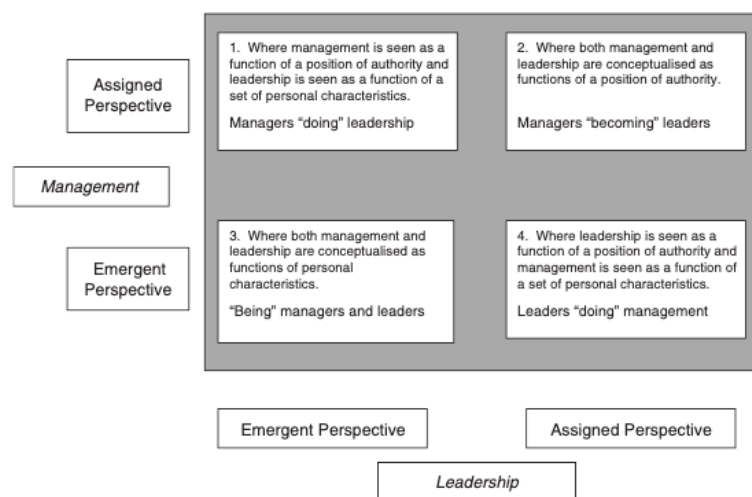 1. Where management is seen as a
function of a position of authority and
leadership is seen as a function of a
set of personal characteristics.
Managers “doing” leadership
2. Where both management and
leadership are conceptualised as
functions of a position of authority.
Managers “becoming” leaders
Assigned
Perspective
Management
3. Where both management and
leadership are conceptualised as
functions of personal
characteristics.
“Being” managers and leaders
4. Where leadership is seen as a
function of a position of authority and
management is seen as a function of
a set of personal characteristics.
Leaders “doing” management
Emergent
Perspective
Emergent Perspective
Assigned Perspective
Leadership